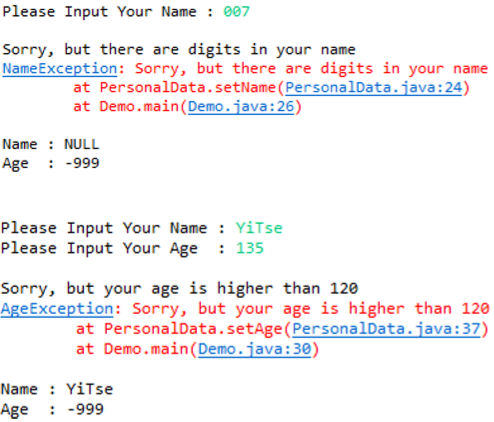 Please Input Your Name : 007
Sorry, but there are digits in your name
NameException: Sorry, but there are digits in your name
at PersonalData.setName(PersonalData.java:24)
at Demo.main(Demo.java:26)
Name : NULL
Age  : -999
Please Input Your Name : YiTse
Please Input Your Age  : 135
Sorry, but your age is higher than 120
AgeException: Sorry, but your age is higher than 120
at PersonalData.setAge(PersonalData.java:37)
at Demo.main(Demo.java:30)
Name : YiTse
Age  : -999